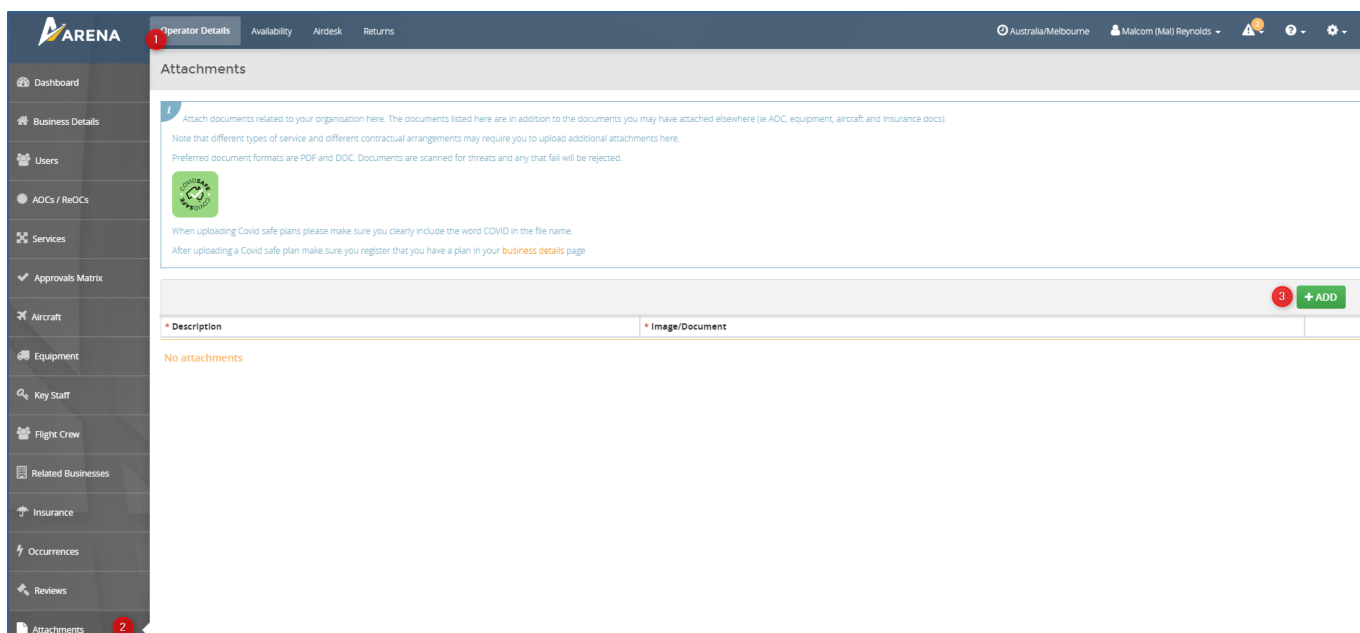 ARENA
Operator Details
Availability
Airdesk
Returns
Australia/Melbourne
Malcom (Mal) Reynolds
1
Attachments
Dashboard
Business Details
Users
AOCs / ReOCs
Services
Approvals Matrix
Aircraft
Equipment
Key Staff
Flight Crew
Related Businesses
Insurance
Occurrences
Reviews
Attachments
2
i
Attach documents related to your organisation here. The documents listed here are in addition to the documents you may have attached elsewhere (ie AOC, equipment, aircraft and Insurance docs).
Note that different types of service and different contractual arrangements may require you to upload additional attachments here.
Preferred document formats are PDF and DOC. Documents are scanned for threats and any that fail will be rejected.
COVIDSAFE COVIDSAFE
When uploading Covid safe plans please make sure you clearly include the word COVID in the file name.
After uploading a Covid safe plan make sure you register that you have a plan in your business details page
3
+ ADD
* Description
* Image/Document
No attachments